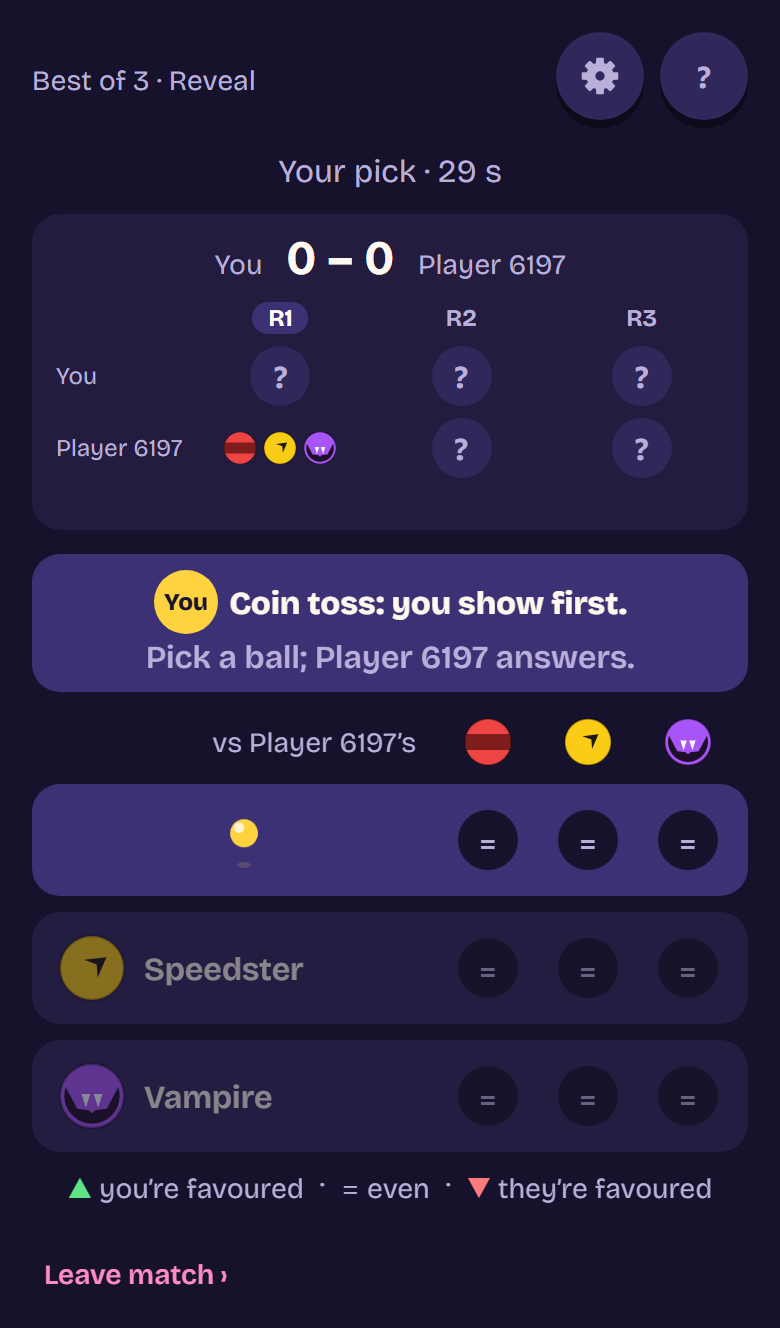 Best of 3 · Reveal
?
Your pick · 29 s
You 0 – 0 Player 6197
R1 R2 R3
You ? ? ?
Player 6197 ? ?
You Coin toss: you show first.
Pick a ball; Player 6197 answers.
vs Player 6197's
= = =
Speedster = = =
Vampire = = =
▲ you're favoured · = even · ▼ they're favoured
Leave match ›